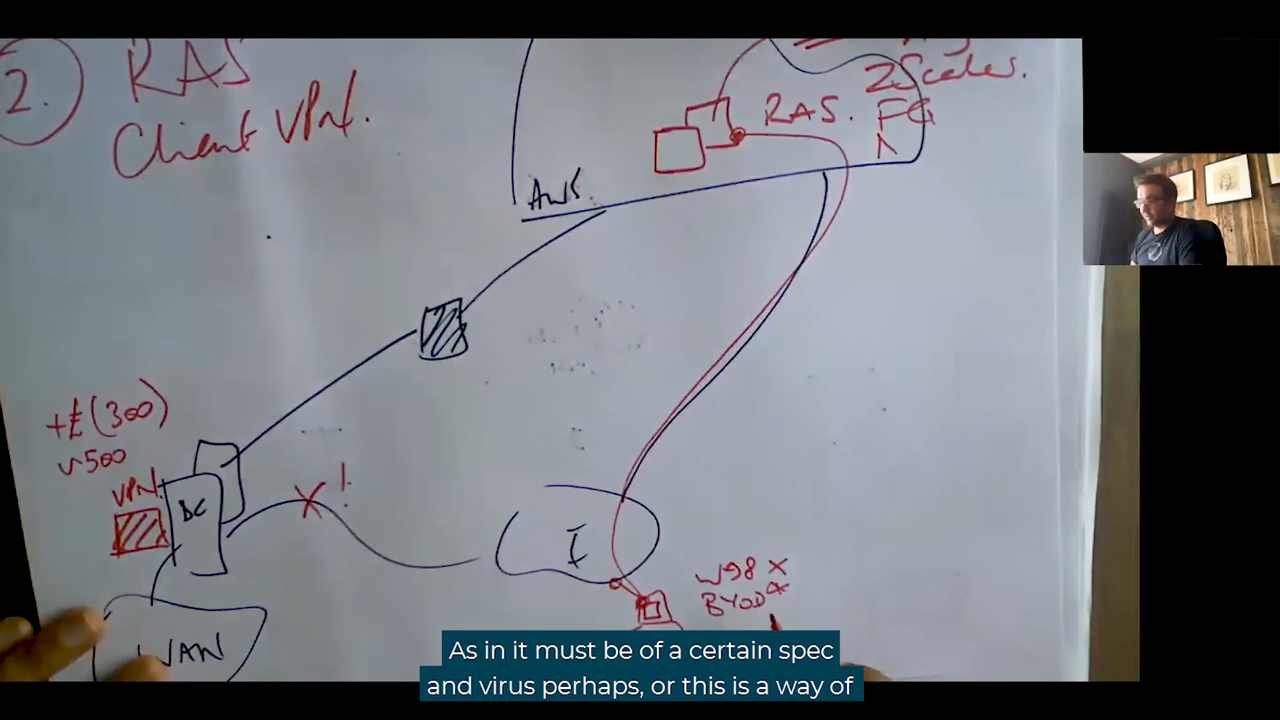 2. RAS
Client VPN.
ZScaler.
RAS. FG
N
AWS.
+£(300)
~500
VPN.
DC
X !
I
W98 X
BYOD*
WAN
As in it must be of a certain spec
and virus perhaps, or this is a way of